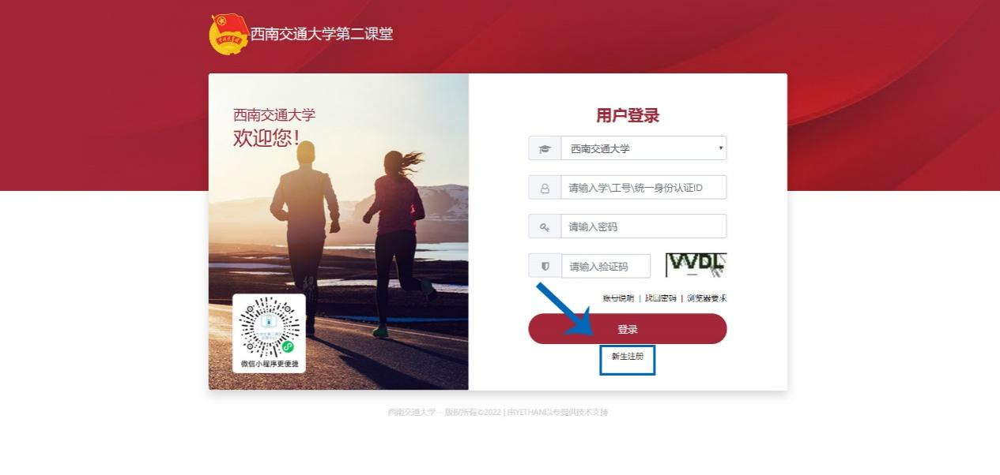 西南交通大学第二课堂
西南交通大学
欢迎您！
微信小程序更便捷
用户登录
西南交通大学
请输入学\工号\统一身份认证ID
请输入密码
请输入验证码
VVDL
账号说明 | 找回密码 | 浏览器要求
登录
新生注册
西南交通大学---版权所有©2022 | 由YETHAN以专提供技术支持